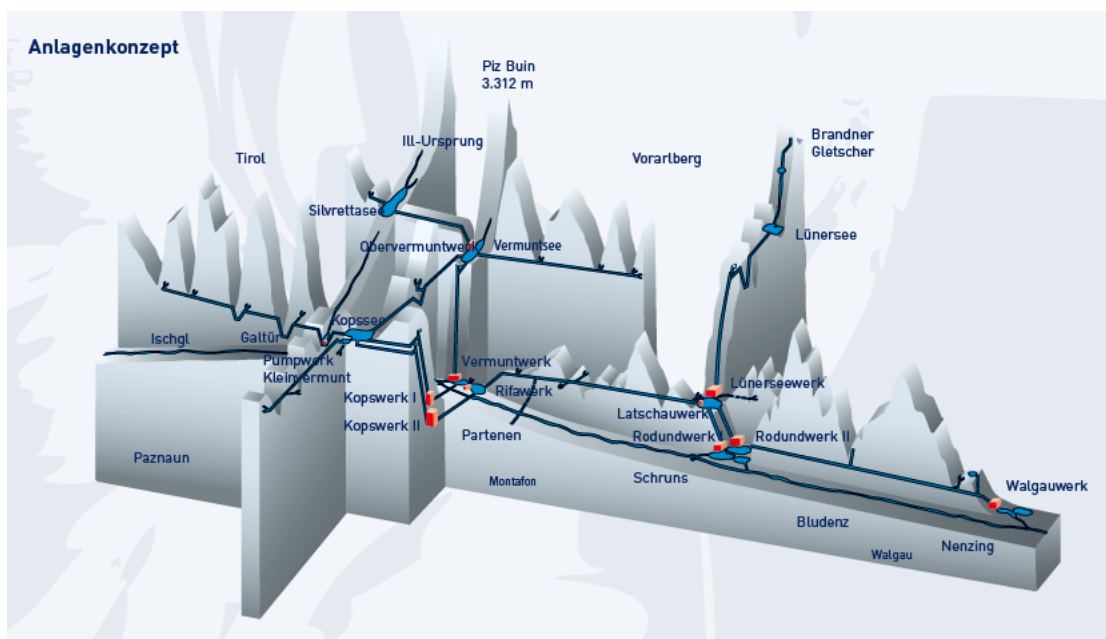 Anlagenkonzept
Piz Buin
3.312 m
Ill-Ursprung
Brandner
Gletscher
Tirol
Vorarlberg
Silvrettasee
Lünersee
Obervermuntwerk
Vermuntsee
Kopssee
Ischgl
Galtür
Pumpwerk
Kleinvermunt
Vermuntwerk
Kopswerk I
Rifawerk
Lünerseewerk
Latschauwerk
Kopswerk II
Partenen
Rodundwerk I
Rodundwerk II
Paznaun
Montafon
Schruns
Walgauwerk
Bludenz
Walgau
Nenzing